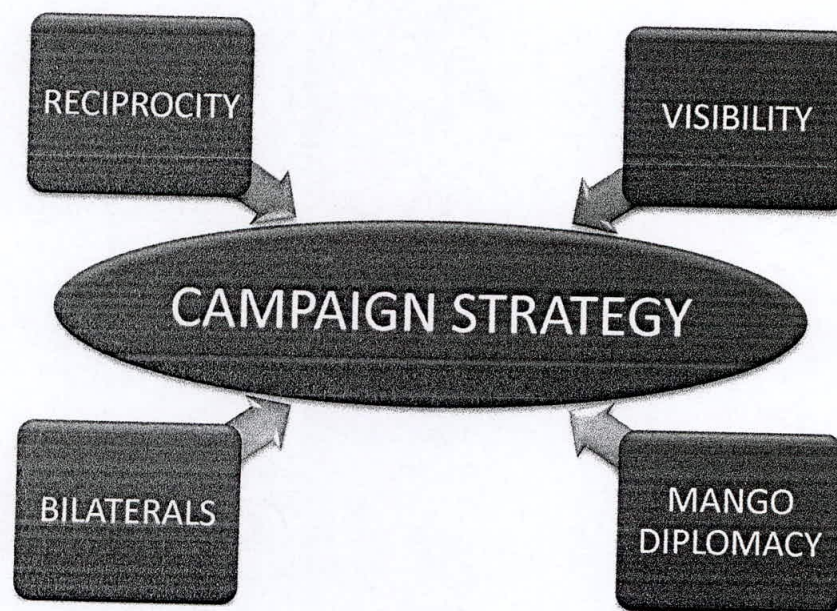 RECIPROCITY
VISIBILITY
CAMPAIGN STRATEGY
BILATERALS
MANGO
DIPLOMACY